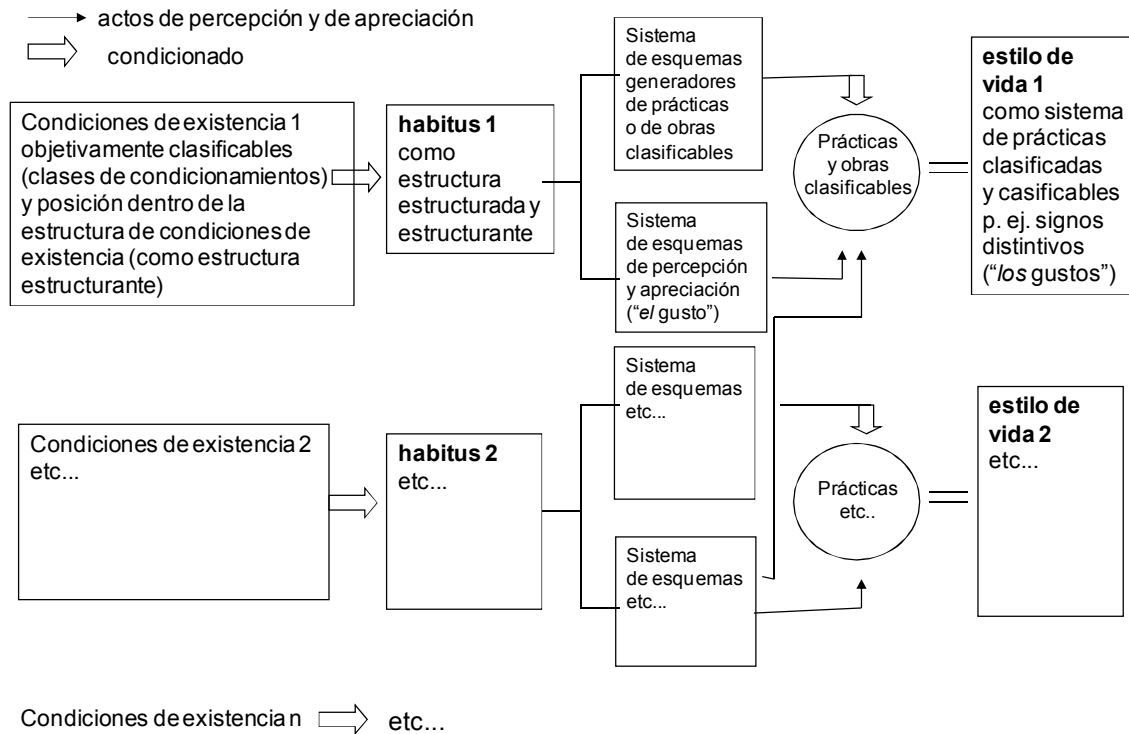 actos de percepción y de apreciación
condicionado
Condiciones de existencia 1
objetivamente clasificables
(clases de condicionamientos)
y posición dentro de la
estructura de condiciones de
existencia (como estructura
estructurante)
habitus 1
como
estructura
estructurada y
estructurante
Sistema
de esquemas
generadores
de prácticas
o de obras
clasificables
Sistema
de esquemas
de percepción
y apreciación
(“el gusto”)
Prácticas
y obras
clasificables
estilo de
vida 1
como sistema
de prácticas
clasificadas
y casificables
p. ej. signos
distintivos
(“los gustos”)
Condiciones de existencia 2
etc...
habitus 2
etc...
Sistema
de esquemas
etc...
Sistema
de esquemas
etc...
Prácticas
etc..
estilo de
vida 2
etc...
Condiciones de existencia n
etc...